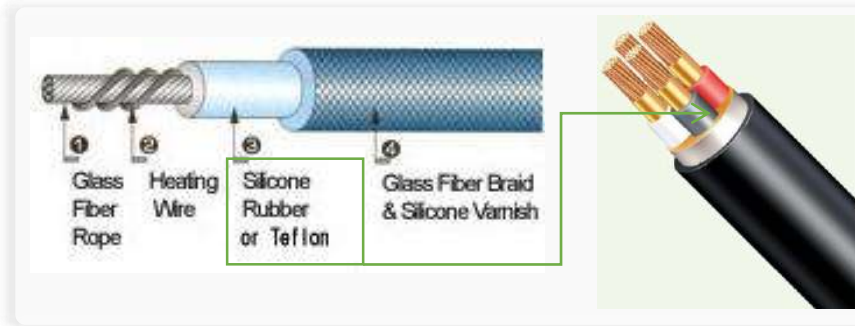 ❶
❷
❸
❹
Glass
Fiber
Rope
Heating
Wire
Silicone
Rubber
or Teflon
Glass Fiber Braid
& Silicone Varnish